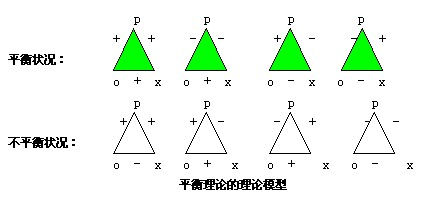 p p p p
+ + − − + − − +
平衡状况：
o + x o + x o − x o − x
p p p p
+ + + − − + − −
不平衡状况：
o − x o + x o + x o − x
平衡理论的理论模型